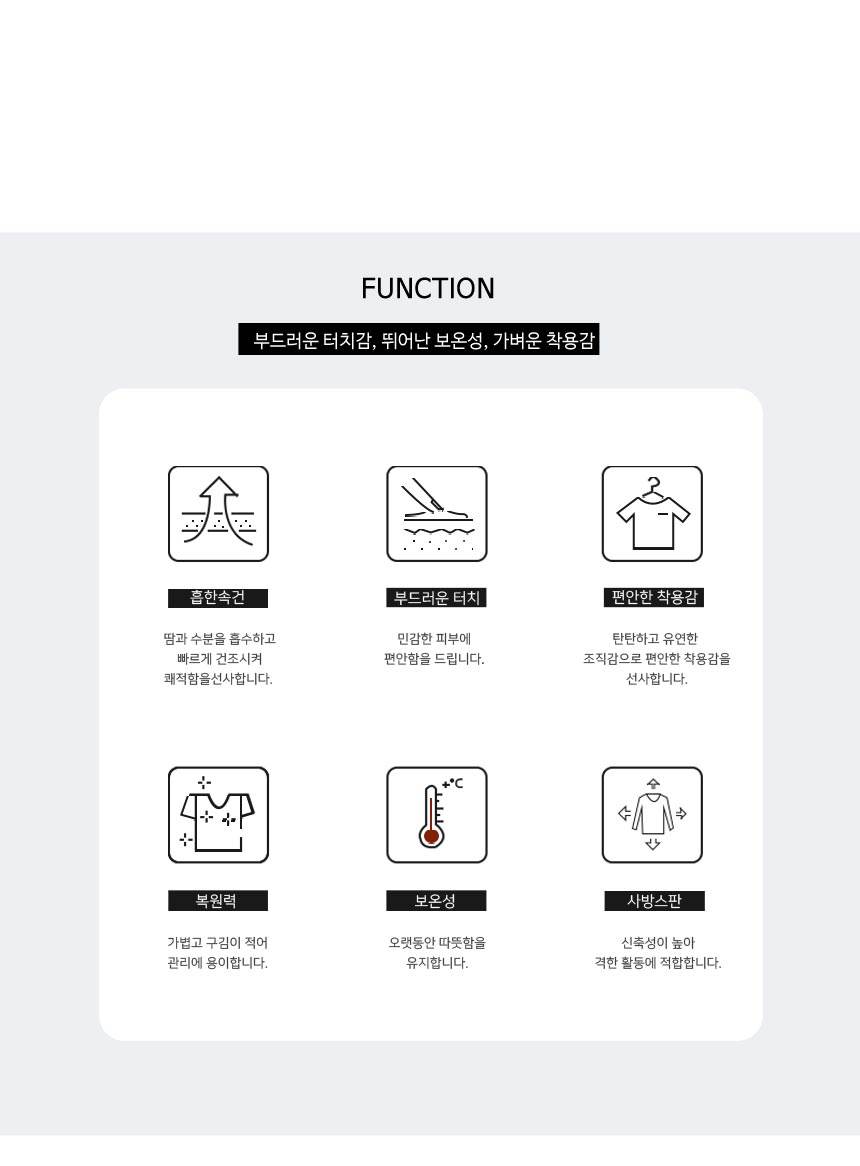 FUNCTION
부드러운 터치감, 뛰어난 보온성, 가벼운 착용감
흡한속건
땀과 수분을 흡수하고
빠르게 건조시켜
쾌적함을선사합니다.
부드러운 터치
민감한 피부에
편안함을 드립니다.
편안한 착용감
탄탄하고 유연한
조직감으로 편안한 착용감을
선사합니다.
복원력
가볍고 구김이 적어
관리에 용이합니다.
+°C
보온성
오랫동안 따뜻함을
유지합니다.
사방스판
신축성이 높아
격한 활동에 적합합니다.